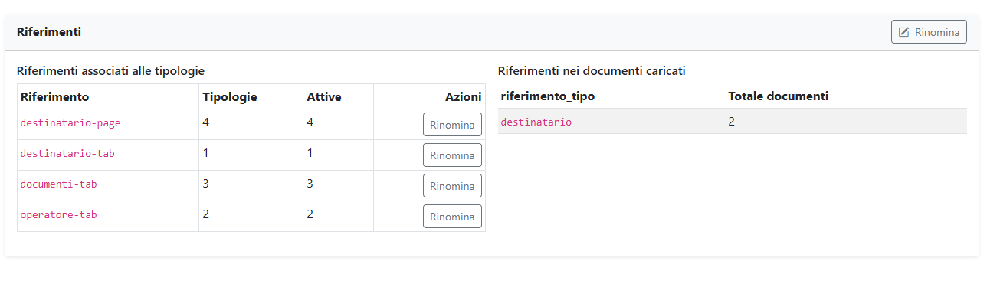 Riferimenti
Rinomina
Riferimenti associati alle tipologie
Riferimento Tipologie Attive Azioni
destinatario-page 4 4 Rinomina
destinatario-tab 1 1 Rinomina
documenti-tab 3 3 Rinomina
operatore-tab 2 2 Rinomina
Riferimenti nei documenti caricati
riferimento_tipo Totale documenti
destinatario 2